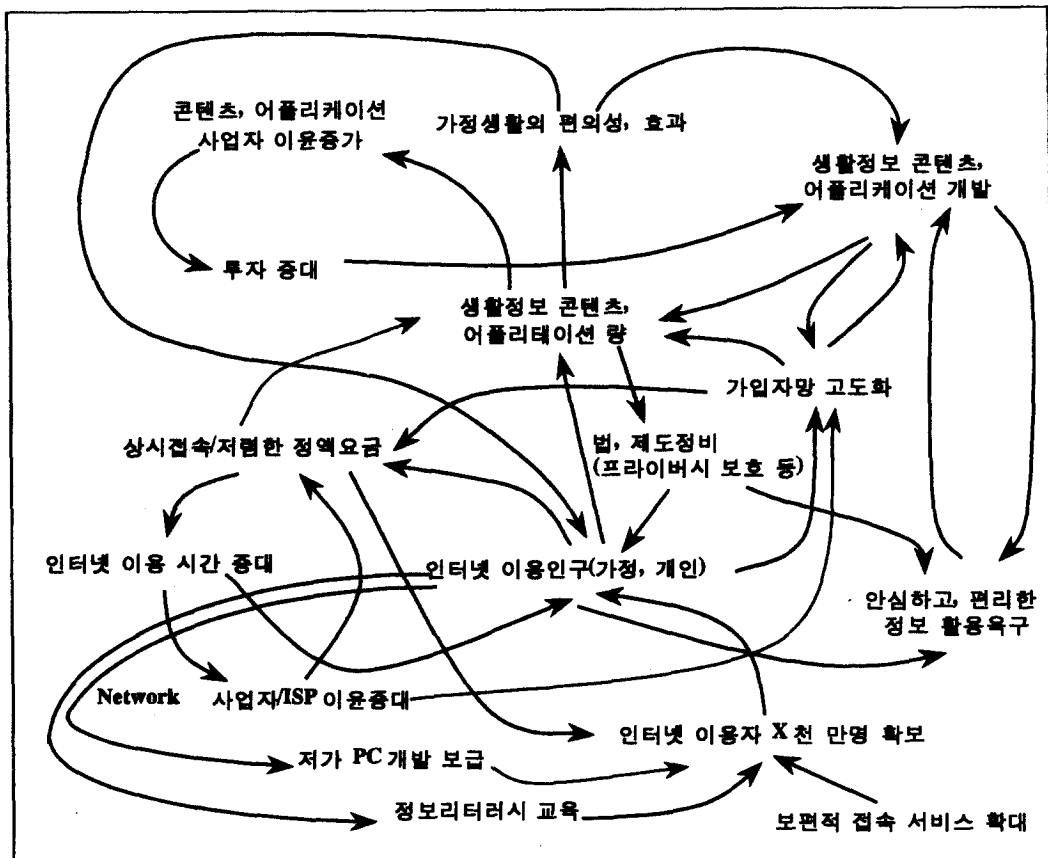 콘텐츠, 어플리케이션
사업자 이윤증가
가정생활의 편의성, 효과
생활정보 콘텐츠,
어플리케이션 개발
투자 증대
생활정보 콘텐츠,
어플리테이션 량
가입자망 고도화
상시접속/저렴한 정액요금
법, 제도정비
(프라이버시 보호 등)
인터넷 이용 시간 증대
인터넷 이용인구(가정, 개인)
안심하고, 편리한
정보 활용욕구
Network 사업자/ISP 이윤증대
인터넷 이용자 X천 만명 확보
저가 PC 개발 보급
정보리터러시 교육
보편적 접속 서비스 확대